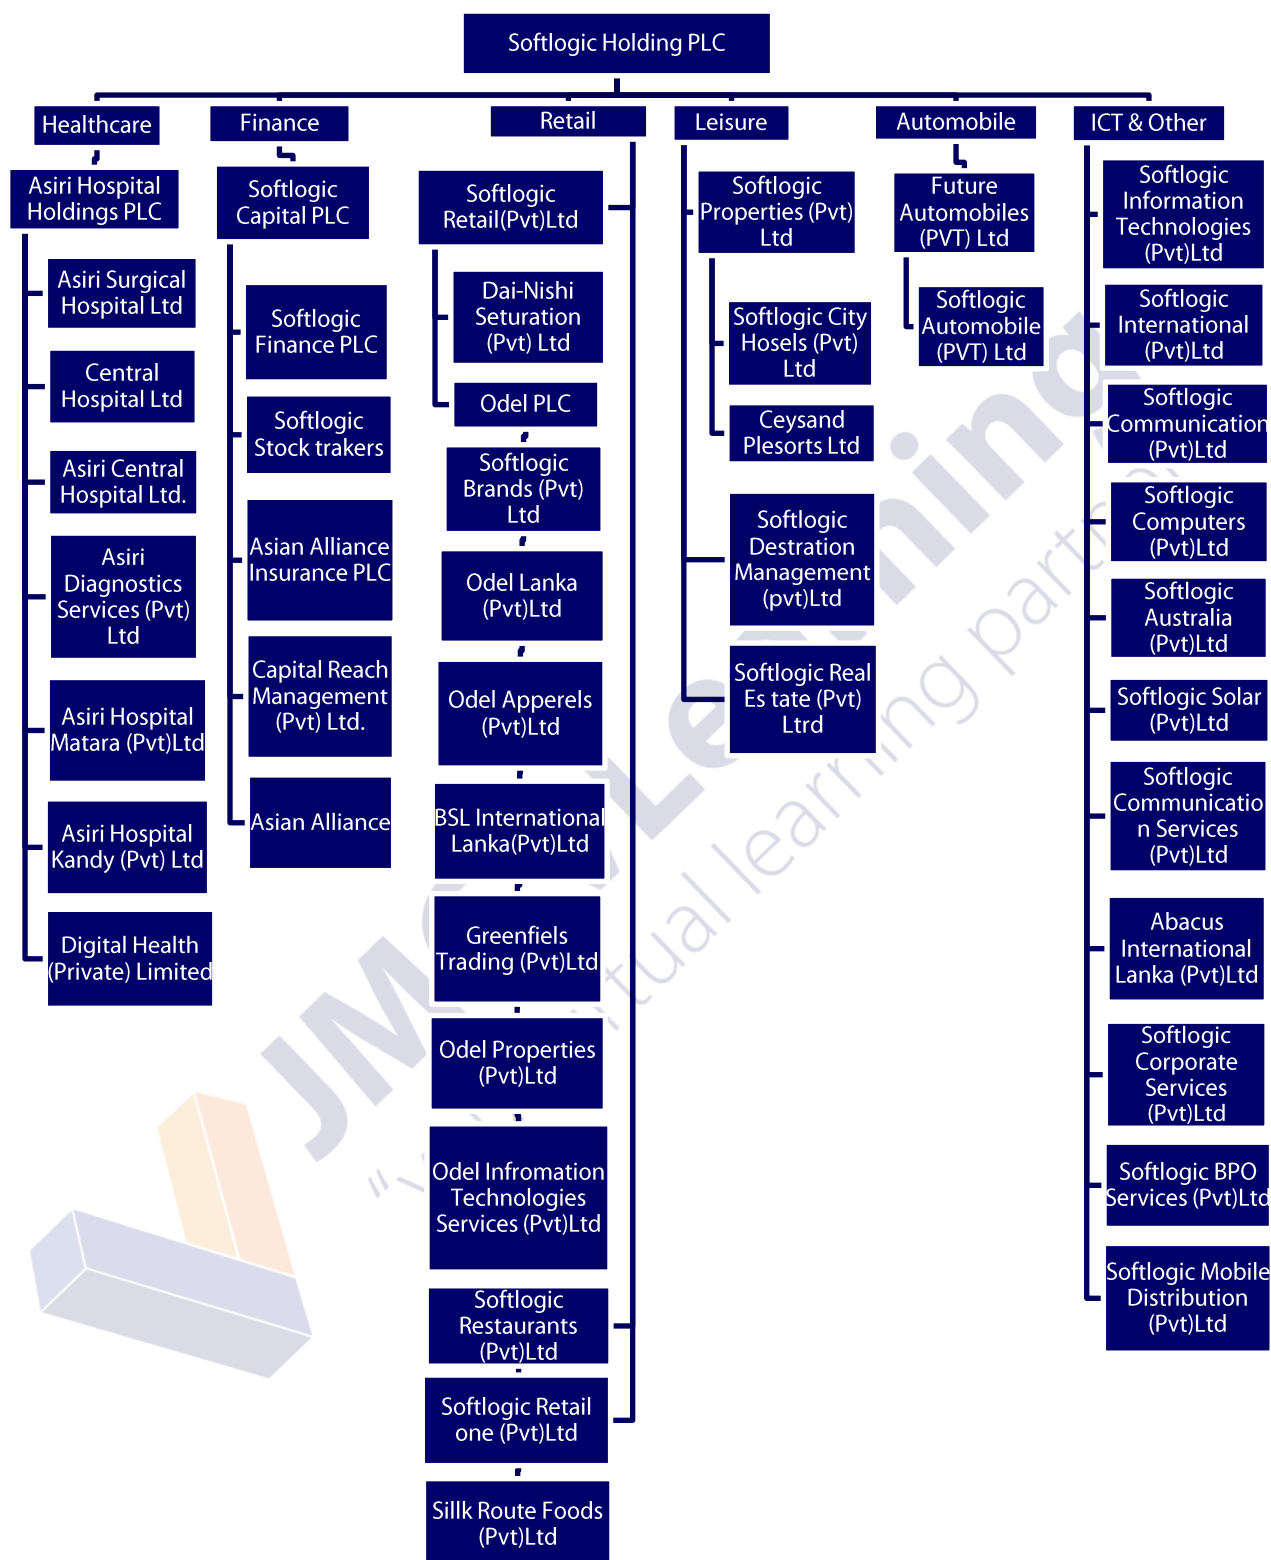 Softlogic Holding PLC
Healthcare
Asiri Hospital
Holdings PLC
Asiri Surgical
Hospital Ltd
Central
Hospital Ltd
Asiri Central
Hospital Ltd.
Asiri
Diagnostics
Services (Pvt)
Ltd
Asiri Hospital
Matara (Pvt)Ltd
Asiri Hospital
Kandy (Pvt) Ltd
Digital Health
(Private) Limited
Finance
Softlogic
Capital PLC
Softlogic
Finance PLC
Softlogic
Stock trakers
Asian Alliance
Insurance PLC
Capital Reach
Management
(Pvt) Ltd.
Asian Alliance
Retail
Softlogic
Retail(Pvt)Ltd
Dai-Nishi
Seturation
(Pvt) Ltd
Odel PLC
Softlogic
Brands (Pvt)
Ltd
Odel Lanka
(Pvt)Ltd
Odel Apperels
(Pvt)Ltd
BSL International
Lanka(Pvt)Ltd
Greenfiels
Trading (Pvt)Ltd
Odel Properties
(Pvt)Ltd
Odel Infromation
Technologies
Services (Pvt)Ltd
Softlogic
Restaurants
(Pvt)Ltd
Softlogic Retail
one (Pvt)Ltd
Sillk Route Foods
(Pvt)Ltd
Leisure
Softlogic
Properties (Pvt)
Ltd
Softlogic City
Hosels (Pvt)
Ltd
Ceysand
Plesorts Ltd
Softlogic
Destration
Management
(pvt)Ltd
Softlogic Real
Es tate (Pvt)
Ltrd
Automobile
Future
Automobiles
(PVT) Ltd
Softlogic
Automobile
(PVT) Ltd
ICT & Other
Softlogic
Information
Technologies
(Pvt)Ltd
Softlogic
International
(Pvt)Ltd
Softlogic
Communication
(Pvt)Ltd
Softlogic
Computers
(Pvt)Ltd
Softlogic
Australia
(Pvt)Ltd
Softlogic Solar
(Pvt)Ltd
Softlogic
Communicatio
n Services
(Pvt)Ltd
Abacus
International
Lanka (Pvt)Ltd
Softlogic
Corporate
Services
(Pvt)Ltd
Softlogic BPO
Services (Pvt)Ltd
Softlogic Mobile
Distribution
(Pvt)Ltd
learning